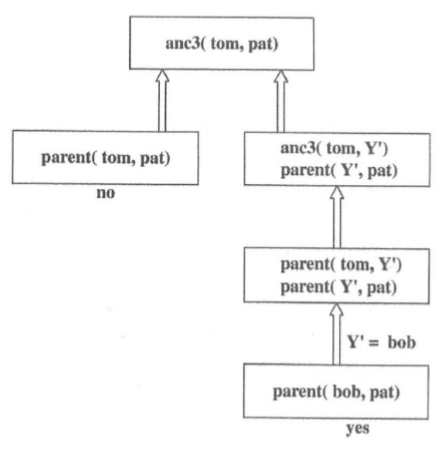 anc3( tom, pat)
parent( tom, pat)
no
anc3( tom, Y')
parent( Y', pat)
parent( tom, Y')
parent( Y', pat)
Y' = bob
parent( bob, pat)
yes